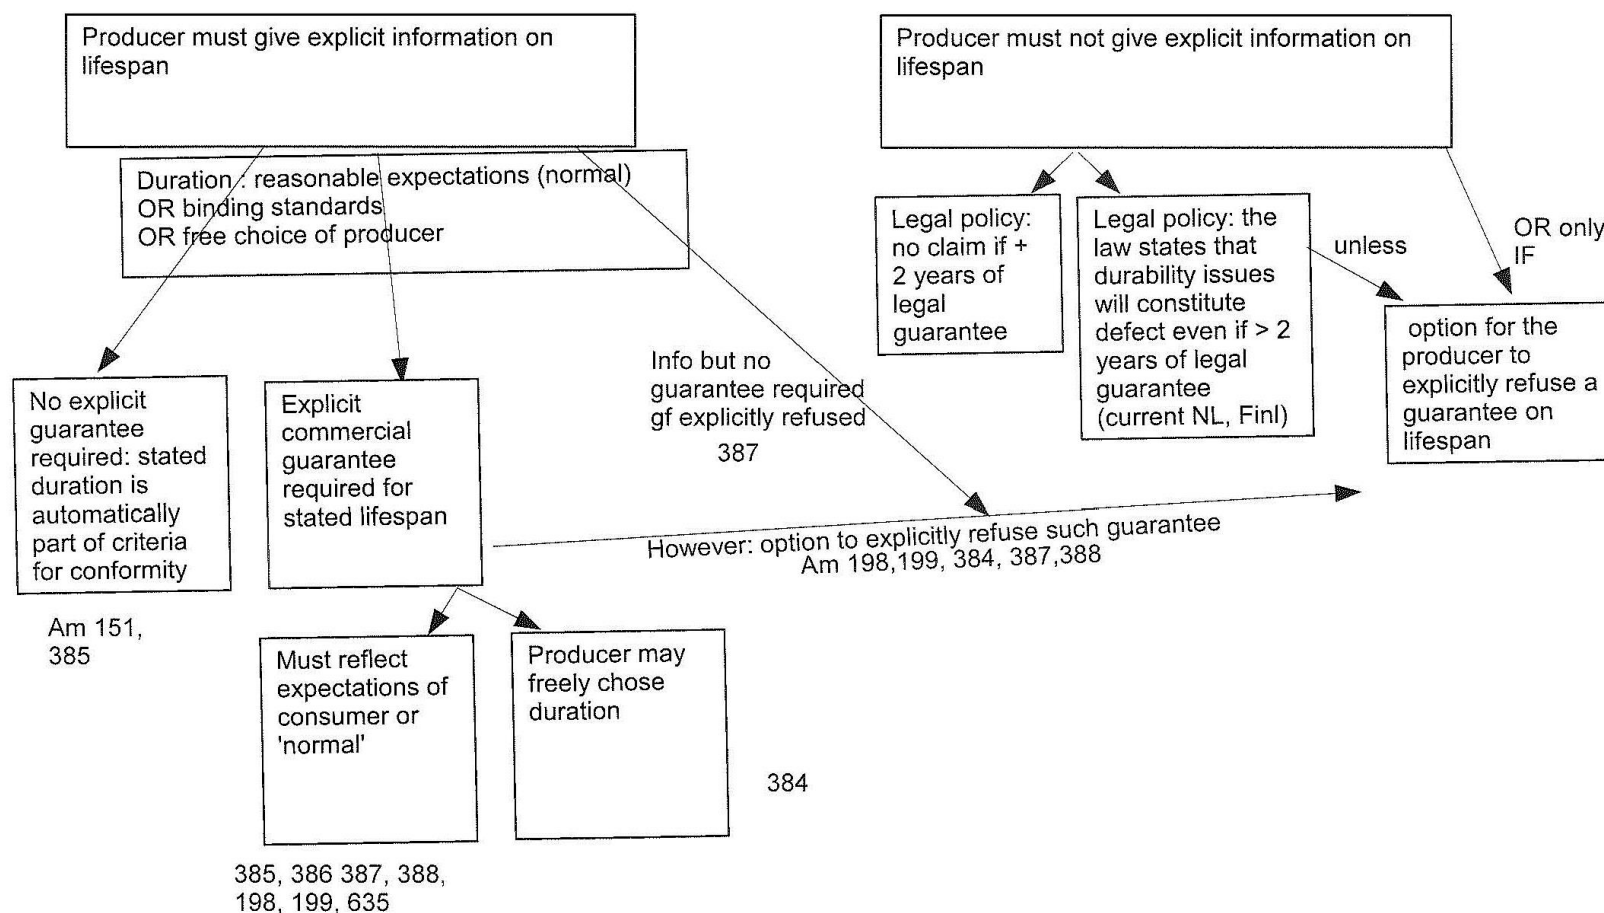 Producer must give explicit information on
lifespan
Producer must not give explicit information on
lifespan
Duration : reasonable expectations (normal)
OR binding standards
OR free choice of producer
Legal policy:
no claim if +
2 years of
legal
guarantee
Legal policy: the
law states that
durability issues
will constitute
defect even if > 2
years of legal
guarantee
(current NL, Finl)
unless
OR only
IF
option for the
producer to
explicitly refuse a
guarantee on
lifespan
No explicit
guarantee
required: stated
duration is
automatically
part of criteria
for conformity
Explicit
commercial
guarantee
required for
stated lifespan
Info but no
guarantee required
gf explicitly refused
387
However: option to explicitly refuse such guarantee
Am 198,199, 384, 387,388
Am 151,
385
Must reflect
expectations of
consumer or
'normal'
Producer may
freely chose
duration
384
385, 386 387, 388,
198, 199, 635